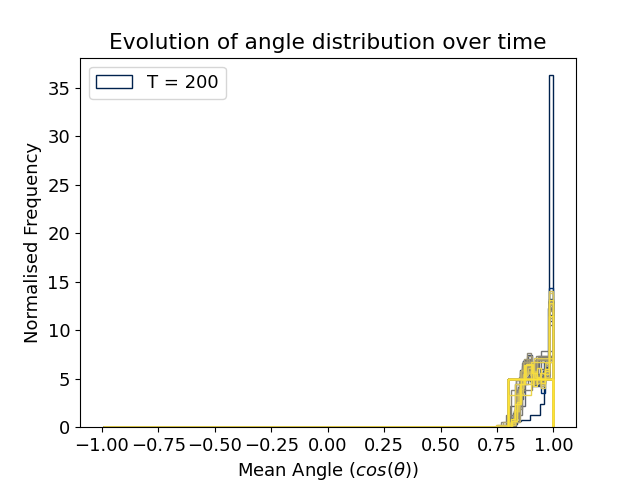 Evolution of angle distribution over time
T = 200
Normalised Frequency
35
30
25
20
15
10
5
0
−1.00 −0.75 −0.50 −0.25 0.00 0.25 0.50 0.75 1.00
Mean Angle (cos(θ))